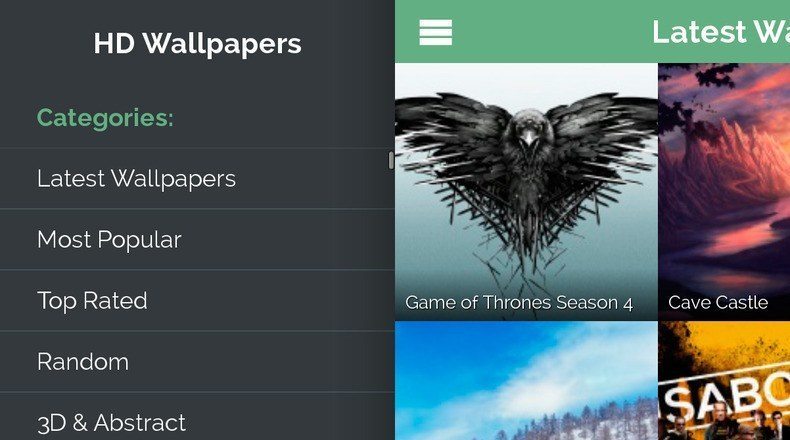 HD Wallpapers
Categories:
Latest Wallpapers
Most Popular
Top Rated
Random
3D & Abstract
Latest Wa
Game of Thrones Season 4
Cave Castle
SABO